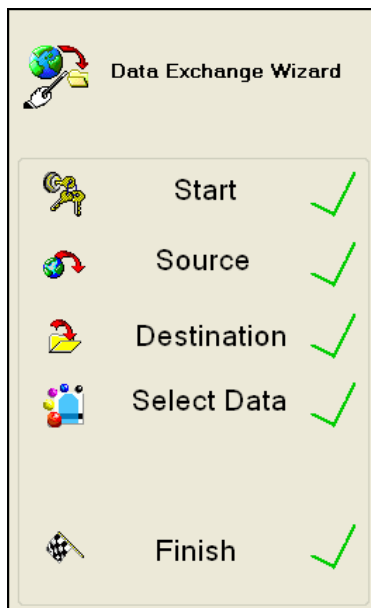 Data Exchange Wizard
Start
Source
Destination
Select Data
Finish